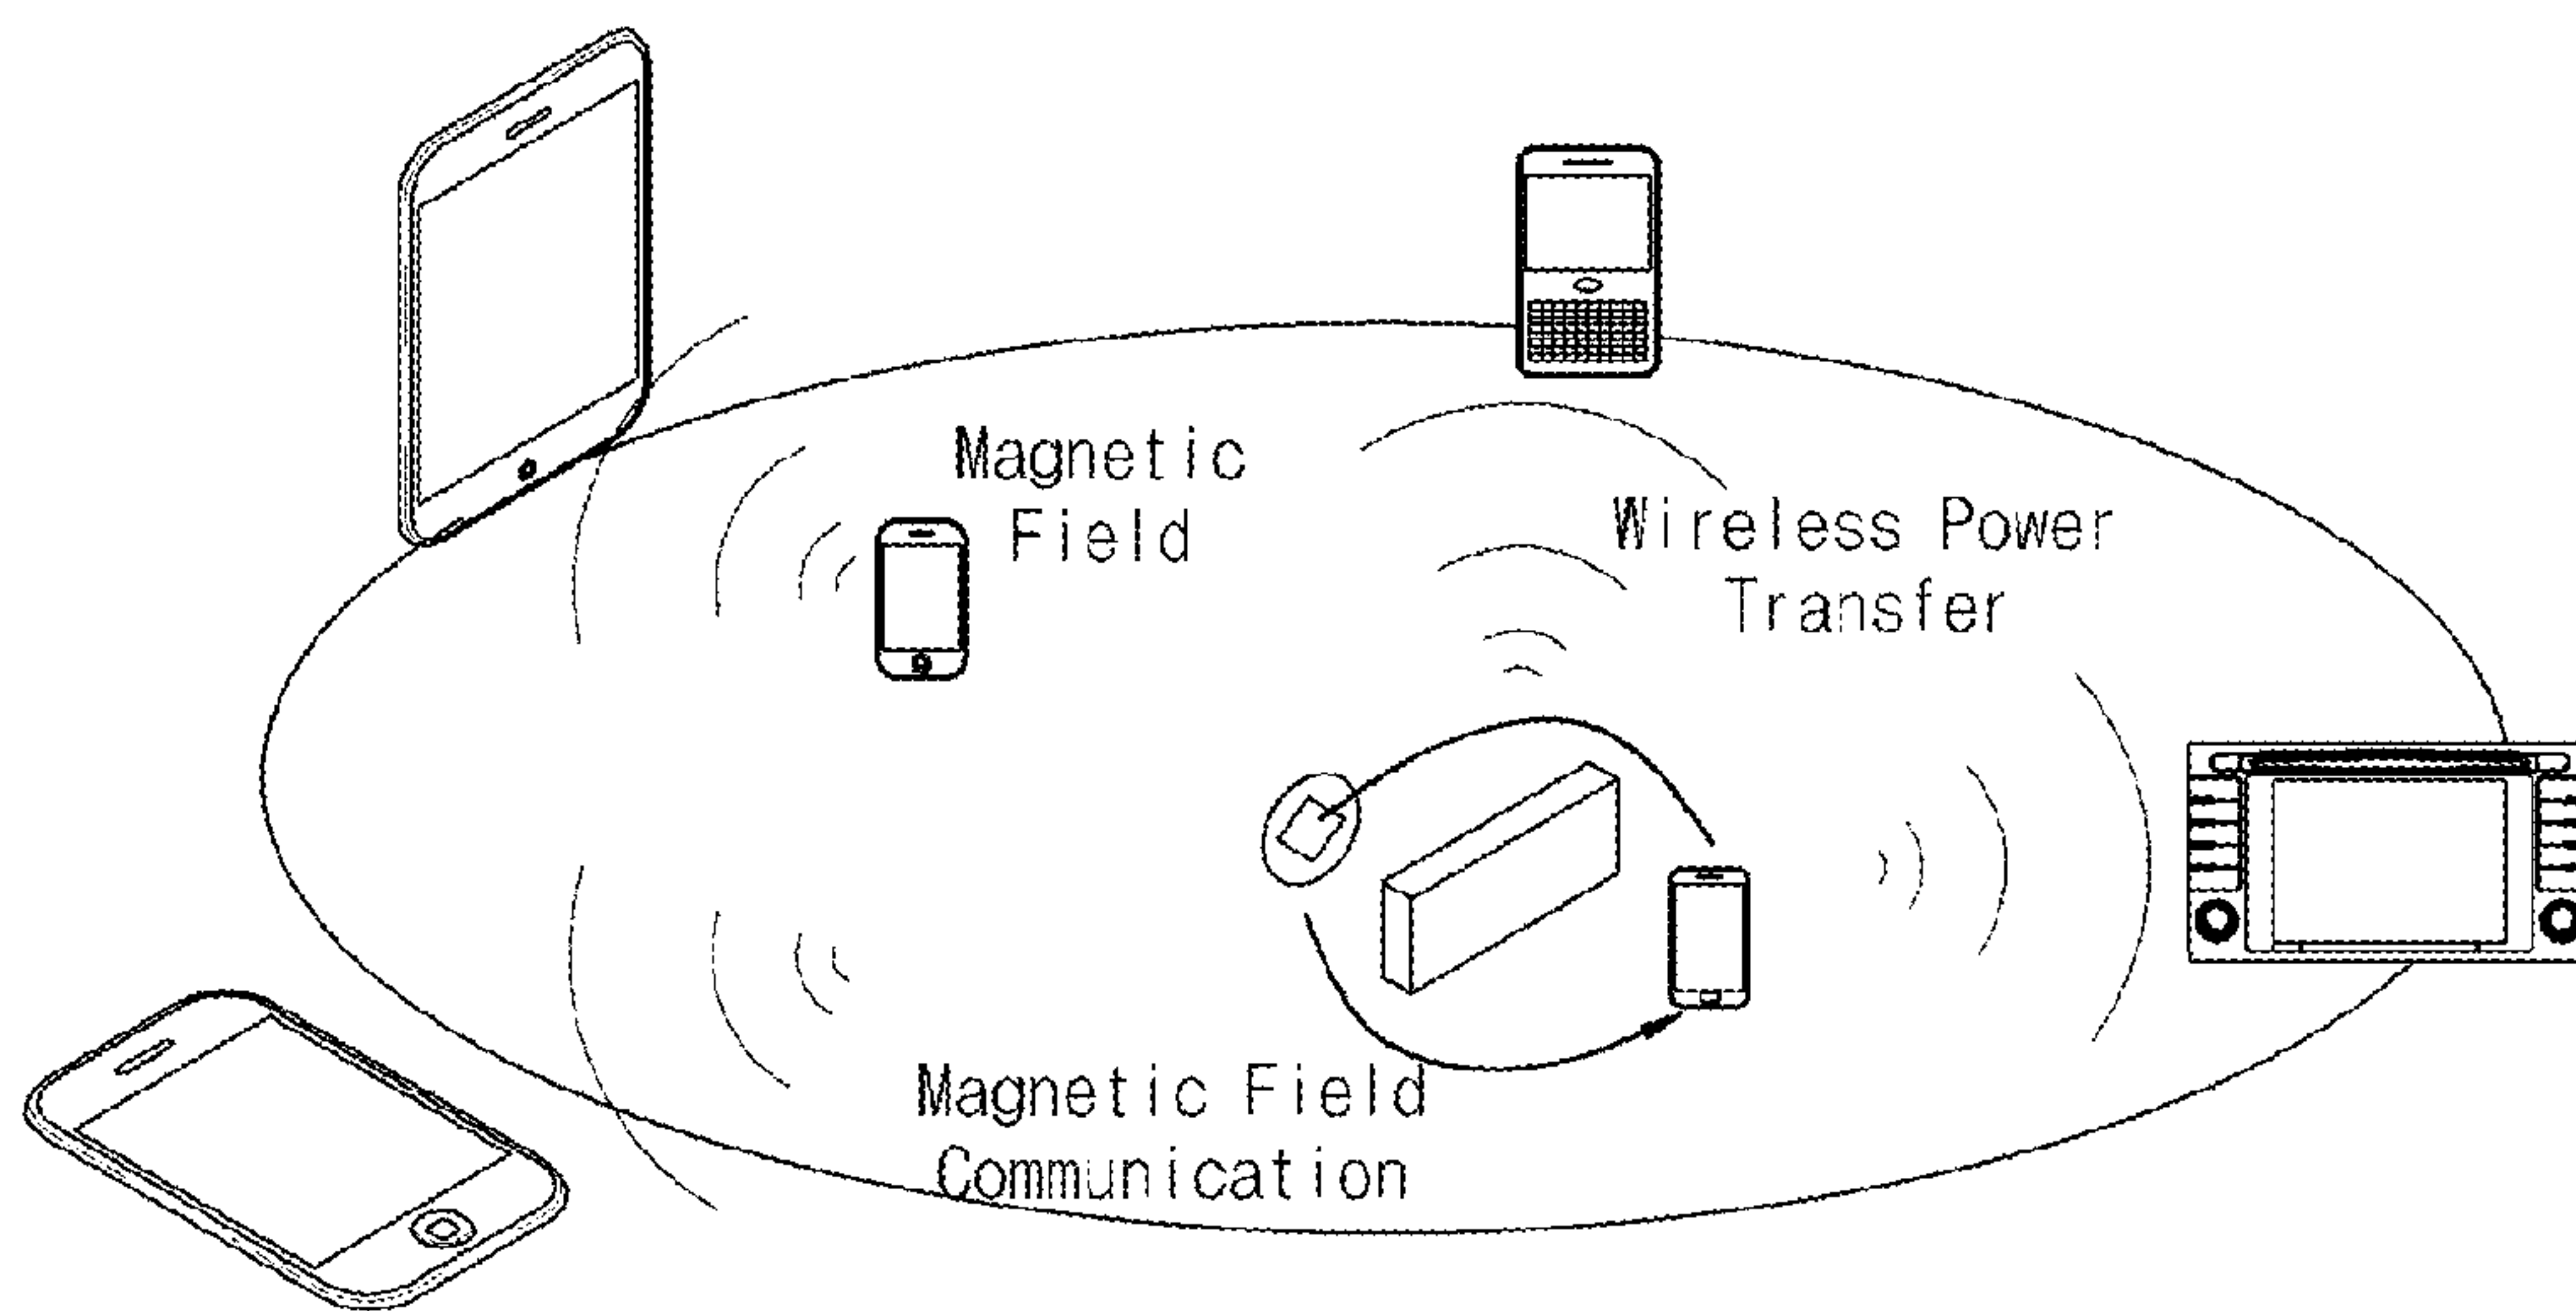 Magnetic
Field
Wireless Power
Transfer
Magnetic Field
Communication